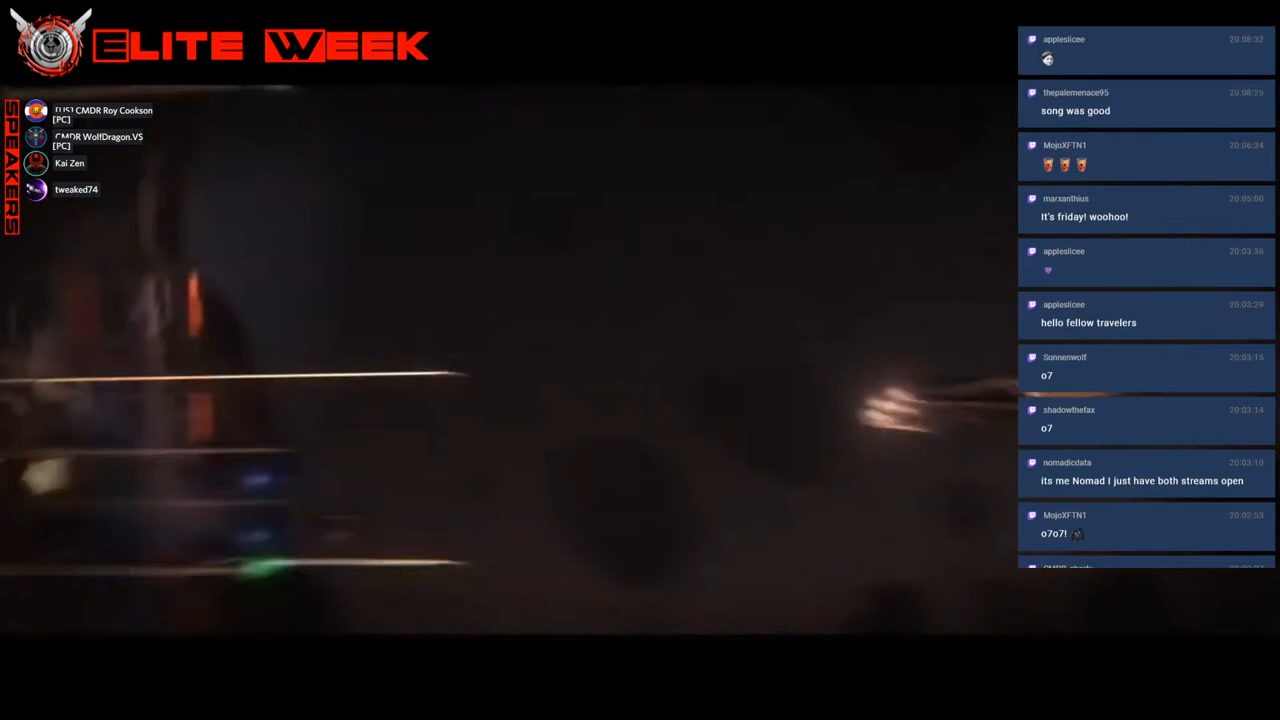 ELITE WEEK
SPEAKERS
[US] CMDR Roy Cookson
[PC]
CMDR WolfDragon.VS
[PC]
Kai Zen
tweaked74
appleslicee 20:08:32
thepalemenace95 20:08:25
song was good
MojoXFTN1 20:06:34
marxanthius 20:05:00
It's friday! woohoo!
appleslicee 20:03:36
appleslicee 20:03:29
hello fellow travelers
Sonnenwolf 20:03:15
o7
shadowthefax 20:03:14
o7
nomadicdata 20:03:10
its me Nomad I just have both streams open
MojoXFTN1 20:02:53
o7o7!